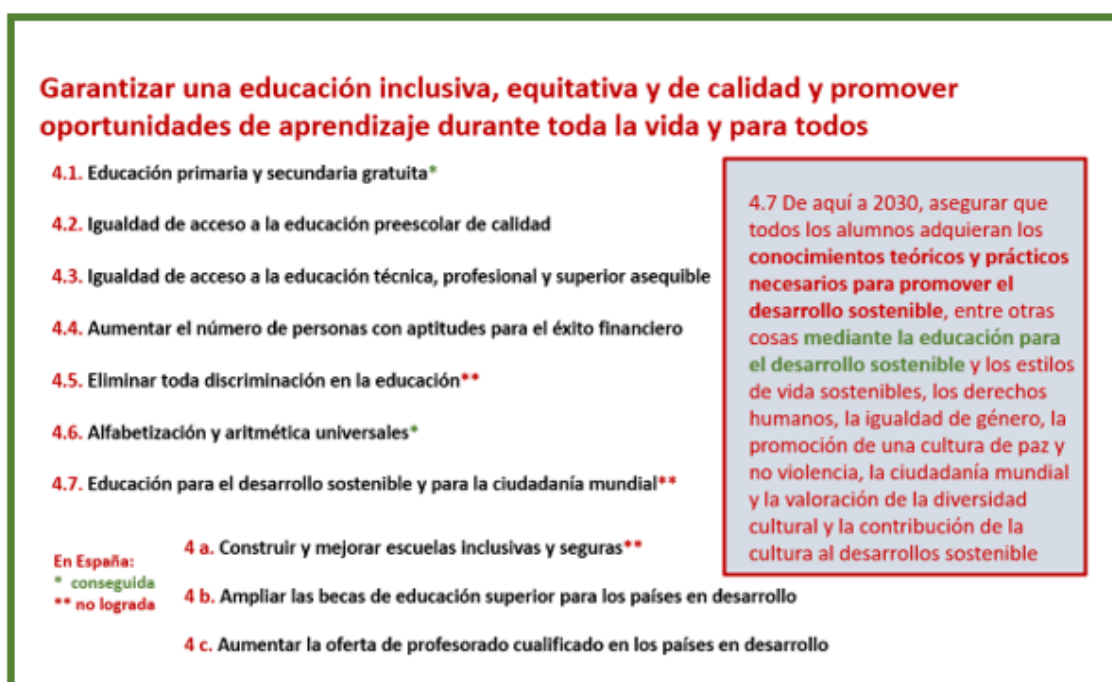 Garantizar una educación inclusiva, equitativa y de calidad y promover
oportunidades de aprendizaje durante toda la vida y para todos
4.1. Educación primaria y secundaria gratuita*
4.2. Igualdad de acceso a la educación preescolar de calidad
4.3. Igualdad de acceso a la educación técnica, profesional y superior asequible
4.4. Aumentar el número de personas con aptitudes para el éxito financiero
4.5. Eliminar toda discriminación en la educación**
4.6. Alfabetización y aritmética universales*
4.7. Educación para el desarrollo sostenible y para la ciudadanía mundial**
4 a. Construir y mejorar escuelas inclusivas y seguras**
4 b. Ampliar las becas de educación superior para los países en desarrollo
4 c. Aumentar la oferta de profesorado cualificado en los países en desarrollo
En España:
* conseguida
** no lograda
4.7 De aquí a 2030, asegurar que
todos los alumnos adquieran los
conocimientos teóricos y prácticos
necesarios para promover el
desarrollo sostenible, entre otras
cosas mediante la educación para
el desarrollo sostenible y los estilos
de vida sostenibles, los derechos
humanos, la igualdad de género, la
promoción de una cultura de paz y
no violencia, la ciudadanía mundial
y la valoración de la diversidad
cultural y la contribución de la
cultura al desarrollos sostenible